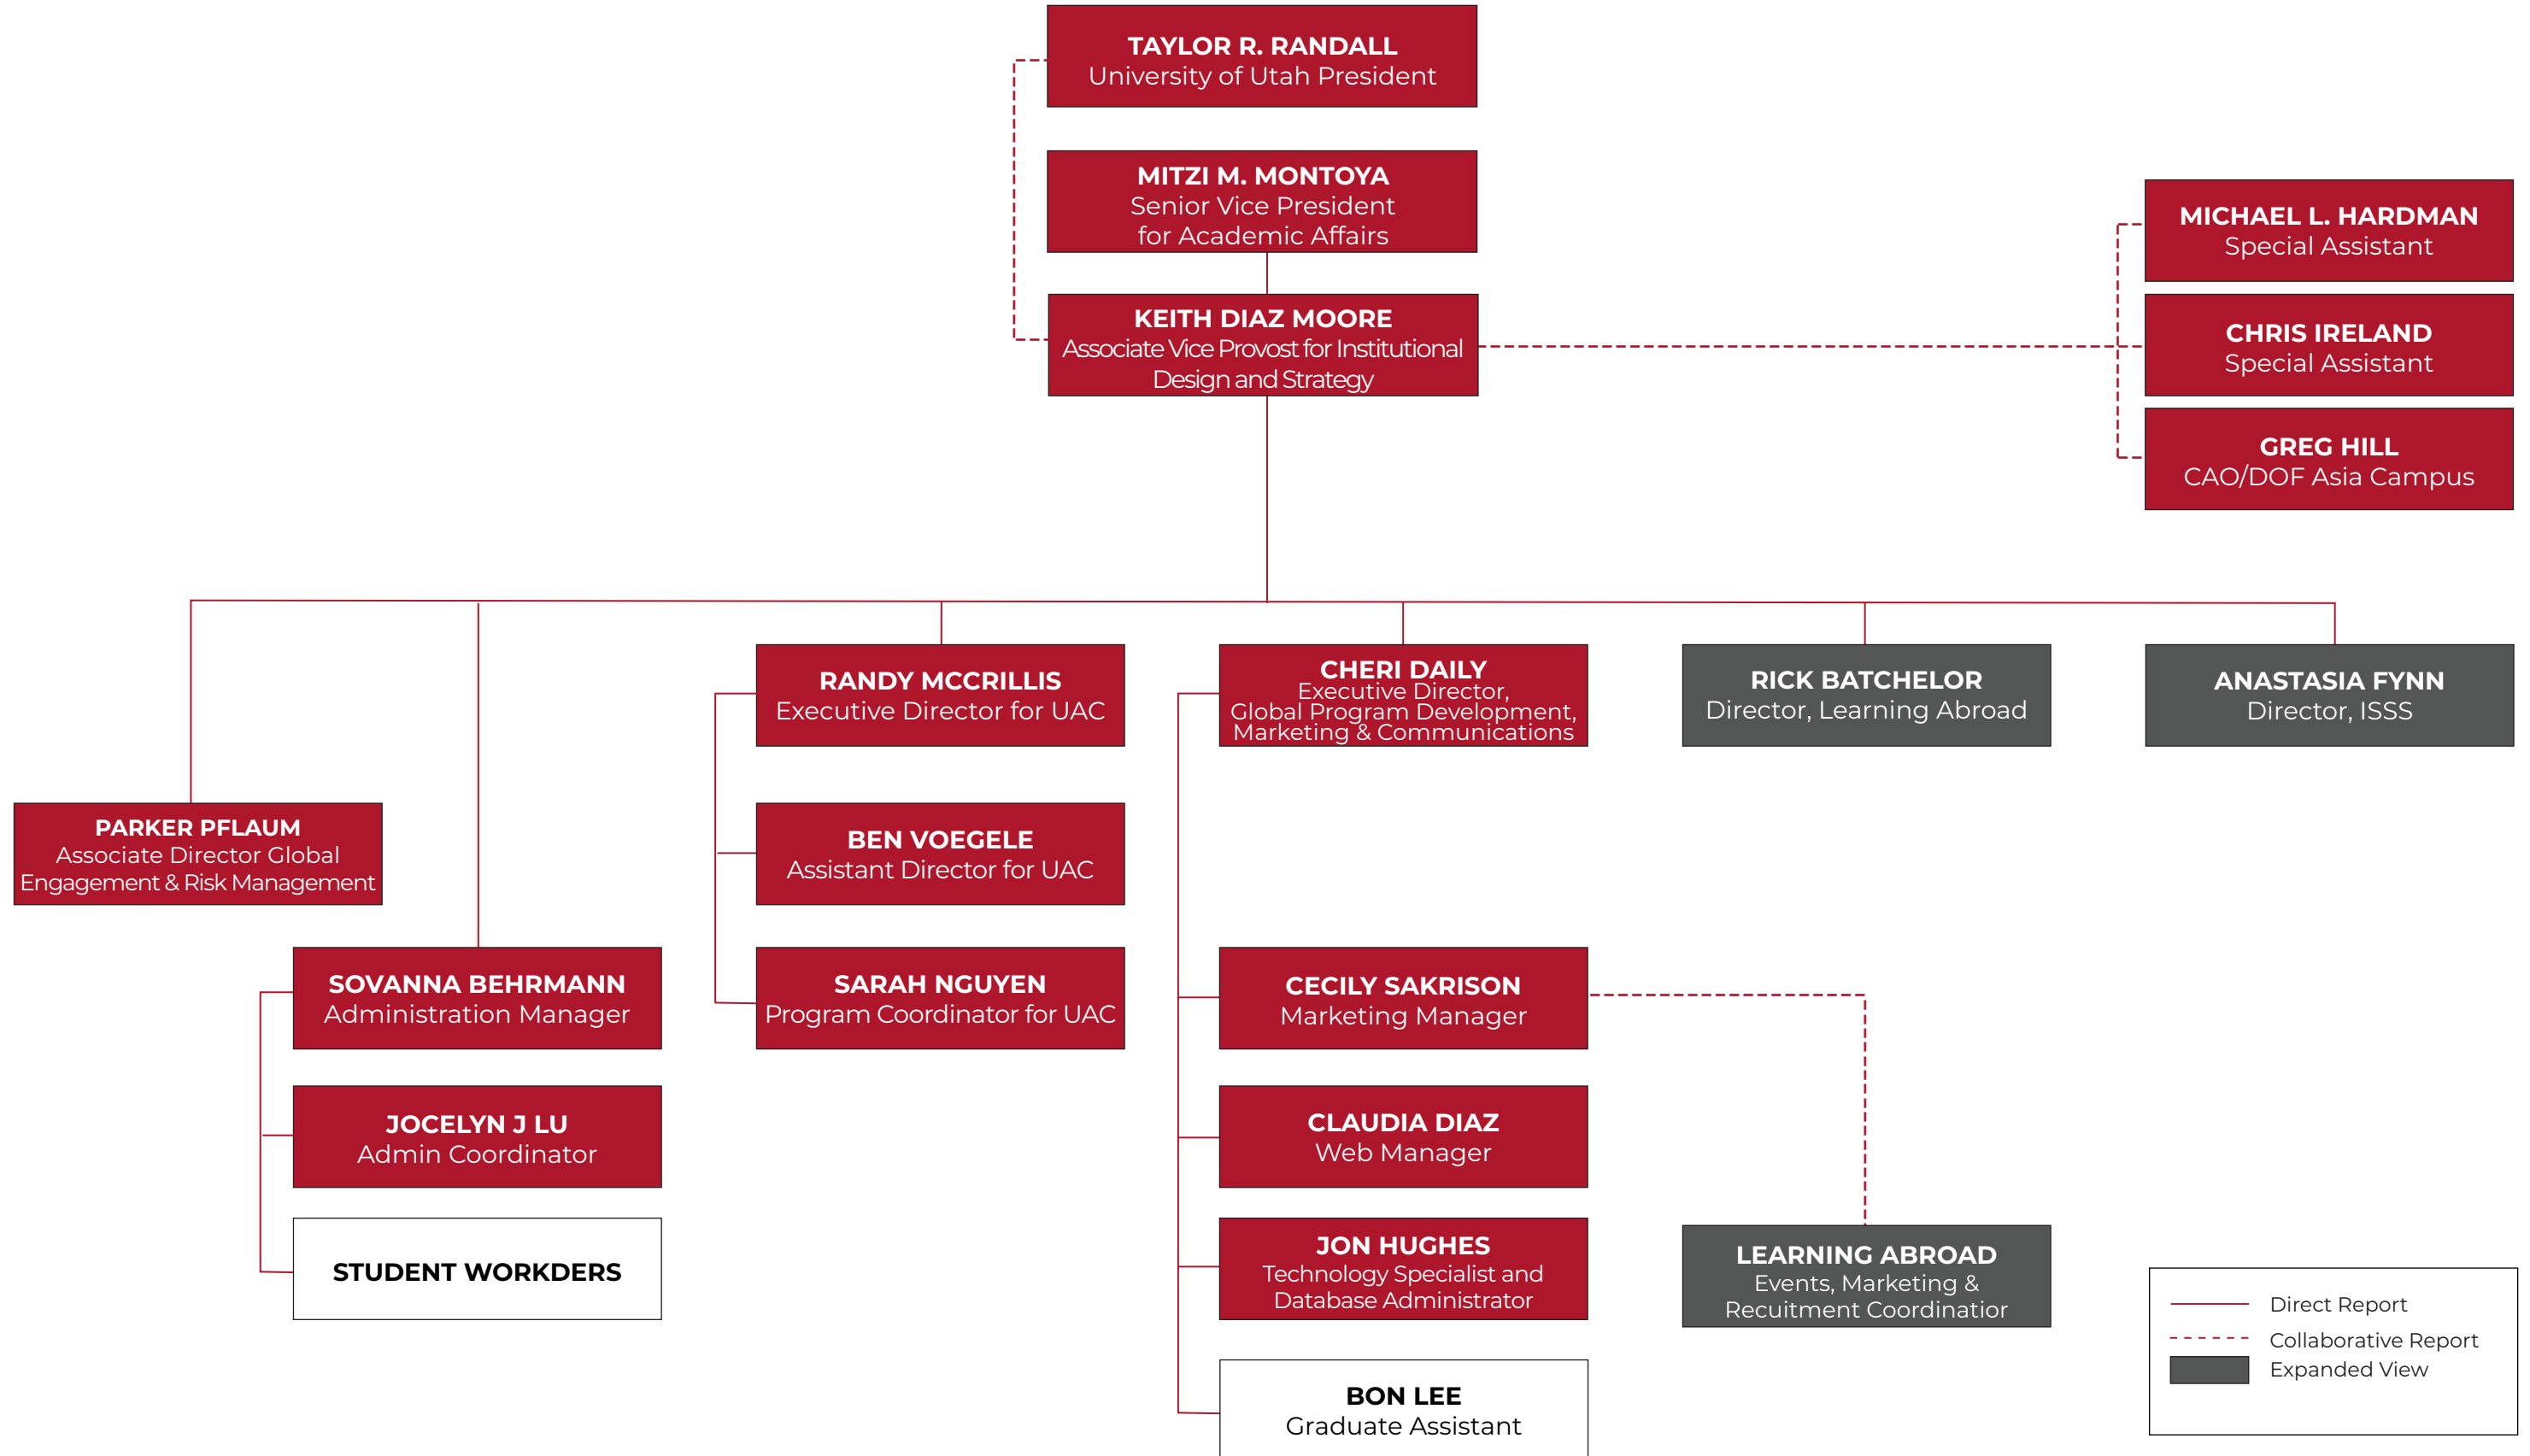 TAYLOR R. RANDALL
University of Utah President
MITZI M. MONTOYA
Senior Vice President
for Academic Affairs
MICHAEL L. HARDMAN
Special Assistant
KEITH DIAZ MOORE
Associate Vice Provost for Institutional
Design and Strategy
CHRIS IRELAND
Special Assistant
GREG HILL
CAO/DOF Asia Campus
RANDY MCCRILLIS
Executive Director for UAC
CHERI DAILY
Executive Director,
Global Program Development,
Marketing & Communications
RICK BATCHELOR
Director, Learning Abroad
ANASTASIA FYNN
Director, ISSS
PARKER PFLAUM
Associate Director Global
Engagement & Risk Management
BEN VOEGELE
Assistant Director for UAC
SOVANNA BEHRMANN
Administration Manager
SARAH NGUYEN
Program Coordinator for UAC
CECILY SAKRISON
Marketing Manager
JOCELYN J LU
Admin Coordinator
CLAUDIA DIAZ
Web Manager
STUDENT WORKDERS
JON HUGHES
Technology Specialist and
Database Administrator
LEARNING ABROAD
Events, Marketing &
Recuitment Coordinatior
BON LEE
Graduate Assistant
Direct Report
Collaborative Report
Expanded View